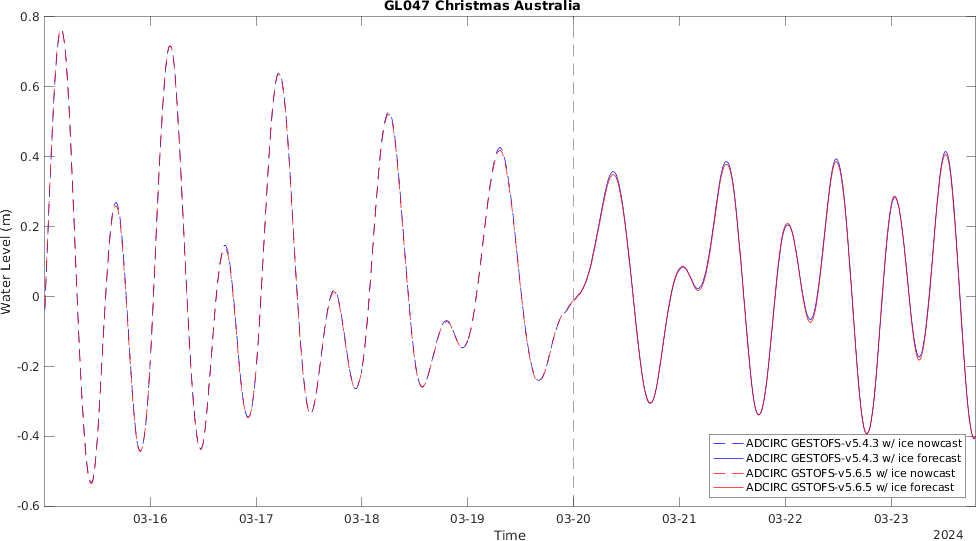 GL047 Christmas Australia
0.8
0.6
0.4
0.2
0
-0.2
-0.4
-0.6
Water Level (m)
03-16 03-17 03-18 03-19 03-20 03-21 03-22 03-23
Time
2024
ADCIRC GESTOFS-v5.4.3 w/ ice nowcast
ADCIRC GESTOFS-v5.4.3 w/ ice forecast
ADCIRC GSTOFS-v5.6.5 w/ ice nowcast
ADCIRC GSTOFS-v5.6.5 w/ ice forecast